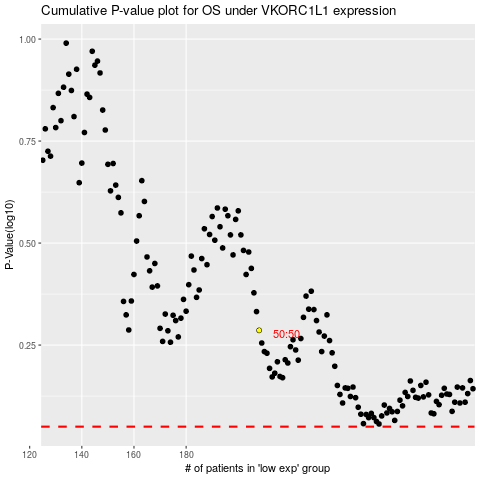 Cumulative P-value plot for OS under VKORC1L1 expression
P-Value(log10)
1.00
0.75
0.50
0.25
50:50
120 140 160 180
# of patients in 'low exp' group